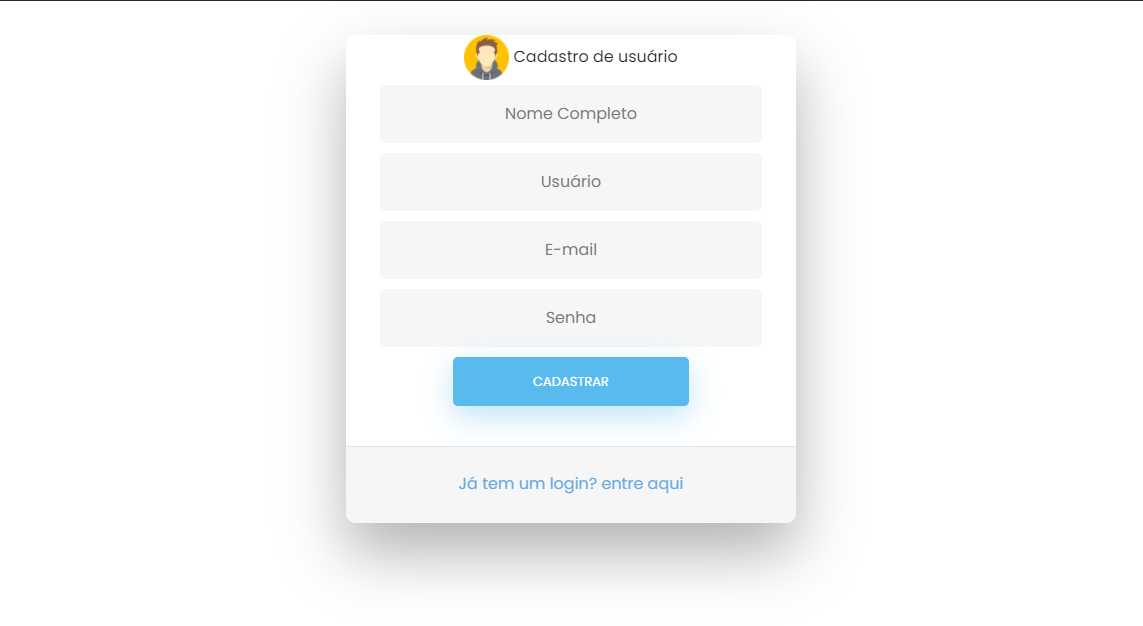 Cadastro de usuário
Nome Completo
Usuário
E-mail
Senha
CADASTRAR
Já tem um login? entre aqui